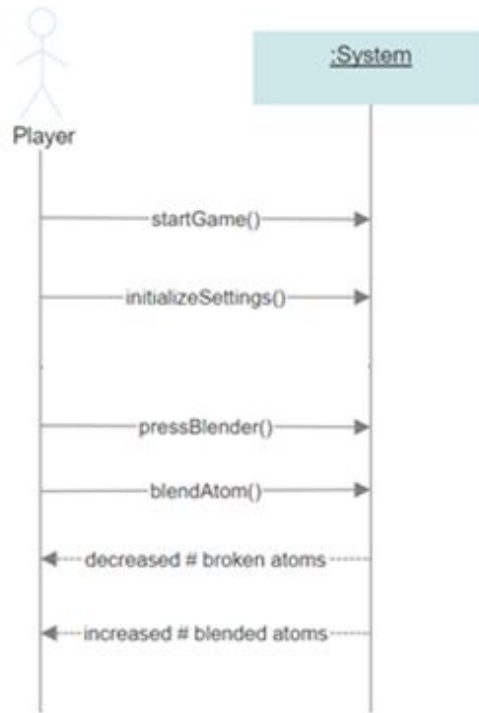 :System
Player
startGame()
initializeSettings()
pressBlender()
blendAtom()
decreased # broken atoms
increased # blended atoms